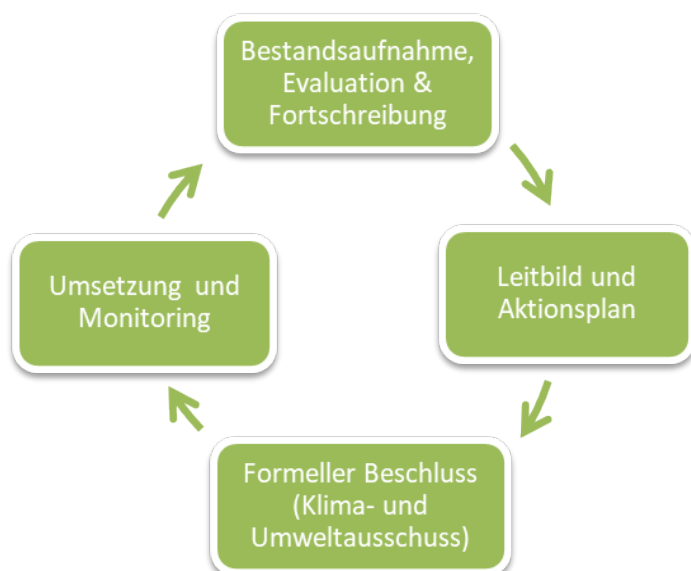 Bestandsaufnahme,
Evaluation &
Fortschreibung
Leitbild und
Aktionsplan
Formeller Beschluss
(Klima- und
Umweltausschuss)
Umsetzung und
Monitoring